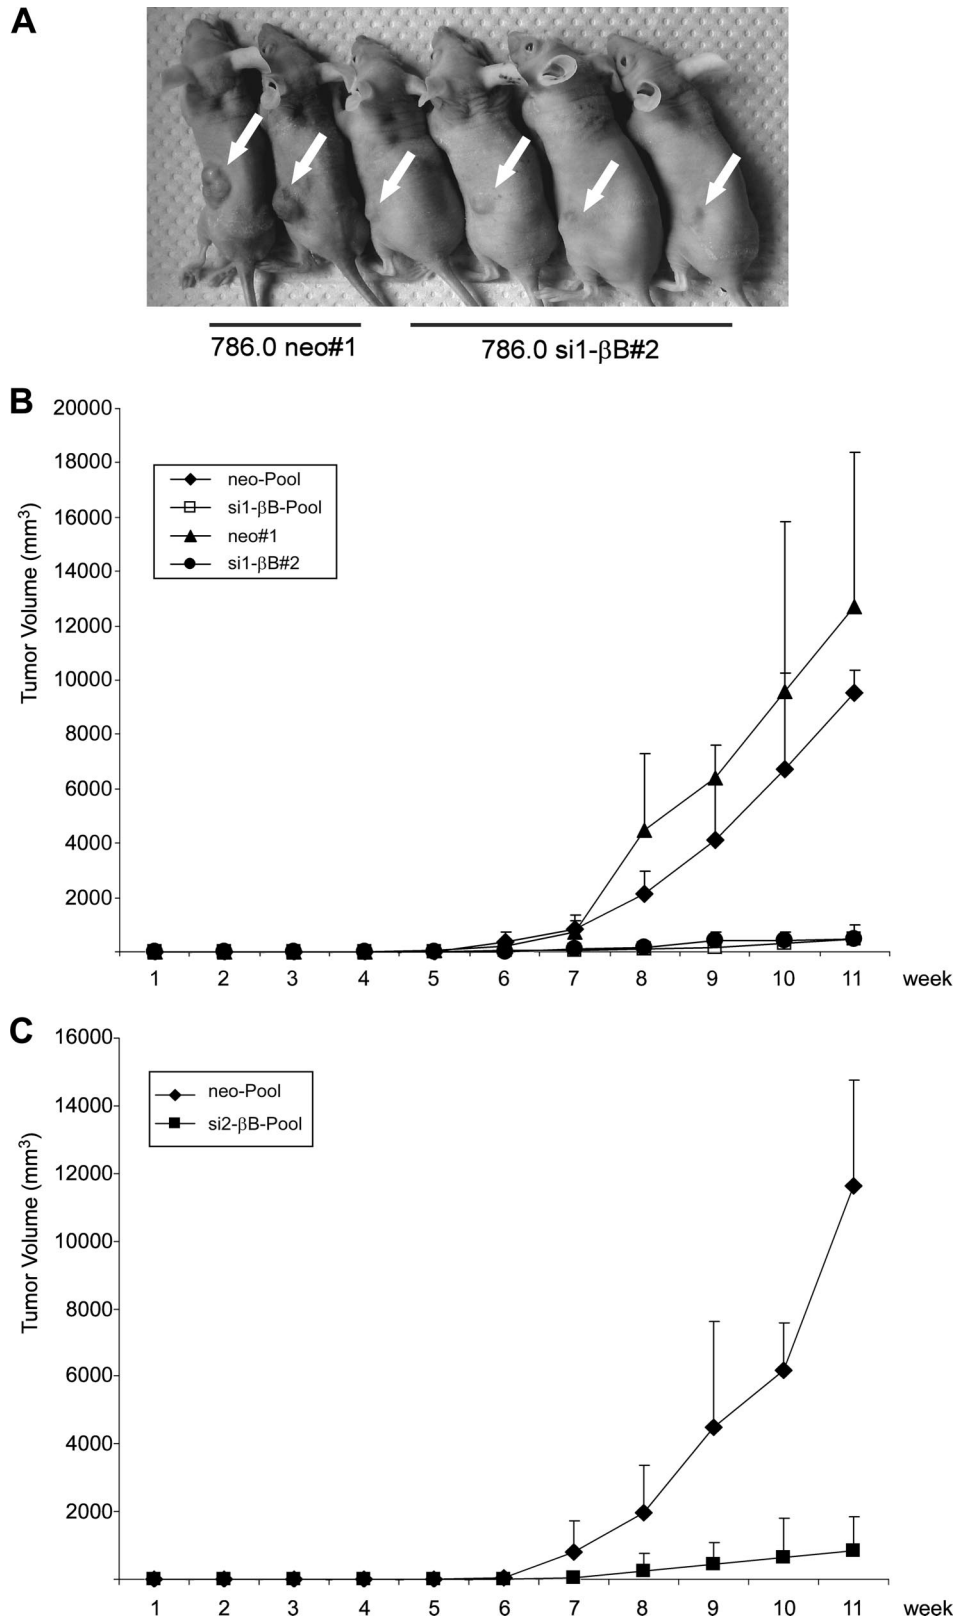 A
786.0 neo#1
786.0 si1-βB#2
B
20000
18000
16000
14000
12000
10000
8000
6000
4000
2000
Tumor Volume (mm³)
neo-Pool
si1-βB-Pool
neo#1
si1-βB#2
1 2 3 4 5 6 7 8 9 10 11 week
C
16000
14000
12000
10000
8000
6000
4000
2000
Tumor Volume (mm³)
neo-Pool
si2-βB-Pool
1 2 3 4 5 6 7 8 9 10 11 week